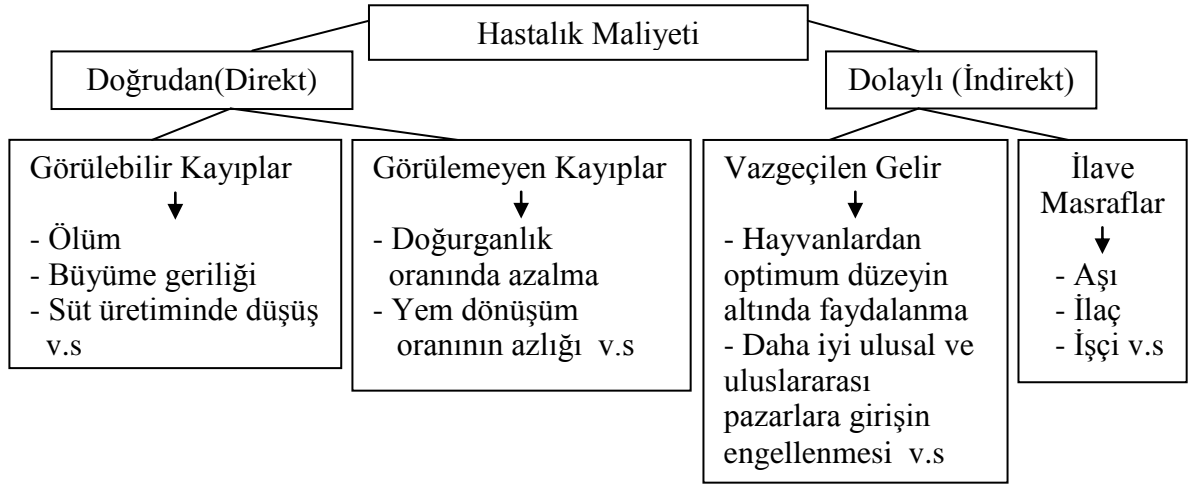 Hastalık Maliyeti
Doğrudan(Direkt)
Dolaylı (İndirekt)
Görülebilir Kayıplar
- Ölüm
- Büyüme geriliği
- Süt üretiminde düşüş
v.s
Görülemeyen Kayıplar
- Doğurganlık
oranında azalma
- Yem dönüşüm
oranının azlığı v.s
Vazgeçilen Gelir
- Hayvanlardan
optimum düzeyin
altında faydalanma
- Daha iyi ulusal ve
uluslararası
pazarlara girişin
engellenmesi v.s
İlave
Masraflar
- Aşı
- İlaç
- İşçi v.s